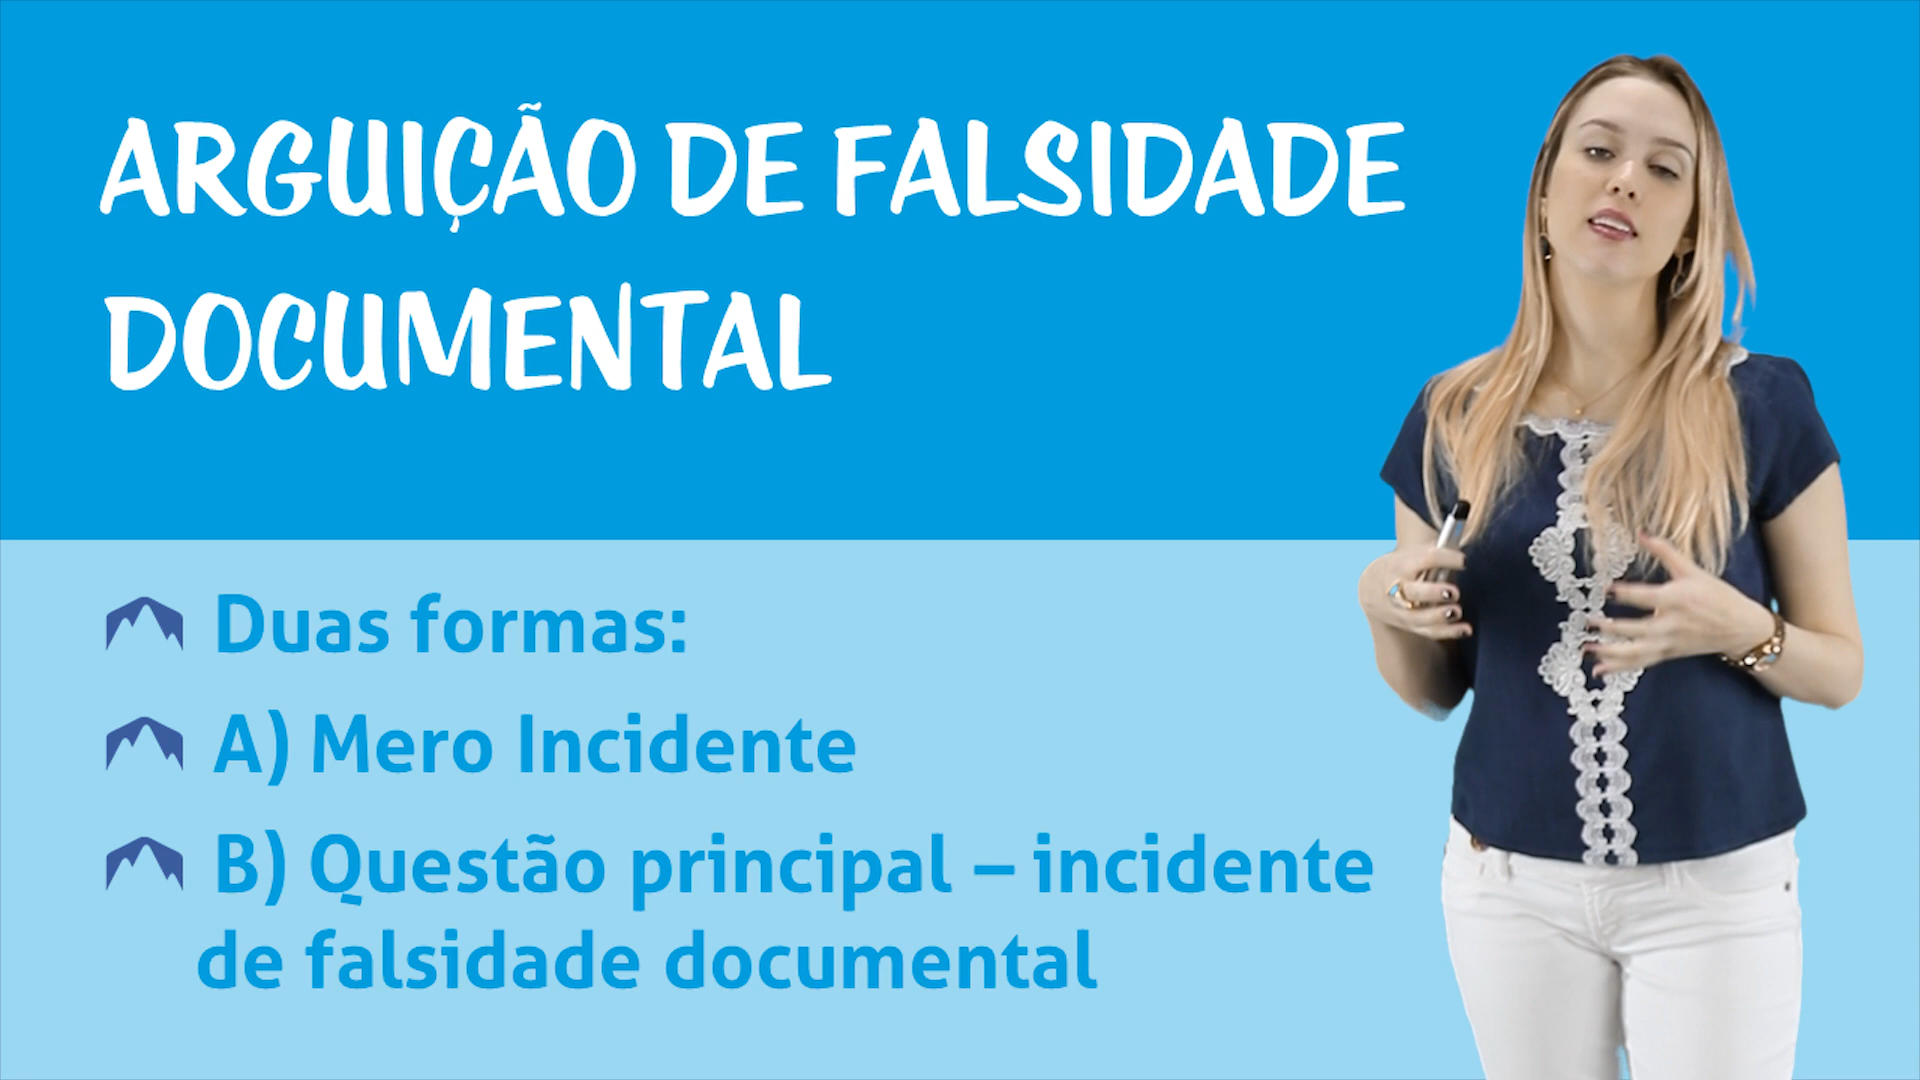 ARGUIÇÃO DE FALSIDADE
DOCUMENTAL
Duas formas:
A) Mero Incidente
B) Questão principal – incidente
de falsidade documental